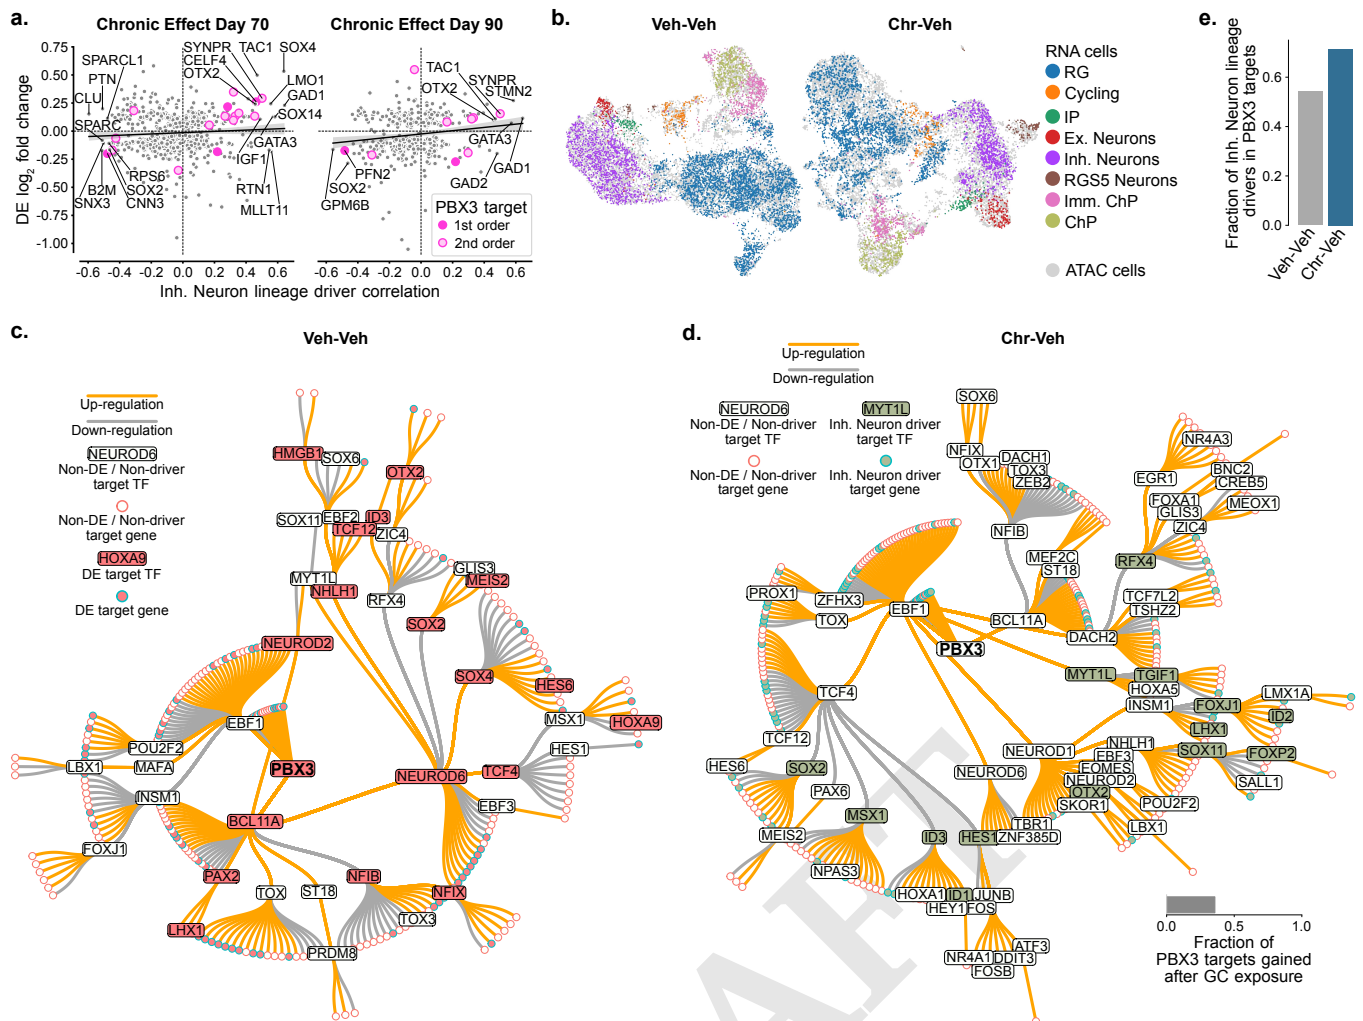 a.
Chronic Effect Day 70
Chronic Effect Day 90
DE log2 fold change
0.75
0.50
0.25
0.00
-0.25
-0.50
-0.75
-1.00
SPARCL1
PTN
CLU
SPARC
SYNPR
CELF4
OTX2
TAC1
SOX4
LMO1
GAD1
SOX14
GATA3
IGF1
RTN1
MLLT11
RPS6
SOX2
CNN3
B2M
SNX3
TAC1
OTX2
SYNPR
STMN2
GATA3
GAD1
GAD2
PFN2
SOX2
GPM6B
PBX3 target
1st order
2nd order
-0.6 -0.4 -0.2 0.0 0.2 0.4 0.6
-0.6 -0.4 -0.2 0.0 0.2 0.4 0.6
Inh. Neuron lineage driver correlation
b.
Veh-Veh
Chr-Veh
RNA cells
RG
Cycling
IP
Ex. Neurons
Inh. Neurons
RGS5 Neurons
Imm. ChP
ChP
ATAC cells
e.
Fraction of Inh. Neuron lineage
drivers in PBX3 targets
0.6
0.4
0.2
0.0
Veh-Veh
Chr-Veh
c.
Veh-Veh
Up-regulation
Down-regulation
NEUROD6
Non-DE / Non-driver
target TF
Non-DE / Non-driver
target gene
HOXA9
DE target TF
DE target gene
HMGB1
SOX6
OTX2
SOX11
EBF2
ID3
TCF12
ZIC4
MYT1L
NHLH1
RFX4
GLIS3
MEIS2
SOX2
NEUROD2
SOX4
HES6
MSX1
HOXA9
HES1
EBF1
POU2F2
LBX1
MAFA
PBX3
NEUROD6
TCF4
EBF3
INSM1
BCL11A
FOXJ1
PAX2
TOX
ST18
NFIB
NFIX
TOX3
LHX1
PRDM8
d.
Chr-Veh
Up-regulation
Down-regulation
NEUROD6
Non-DE / Non-driver
target TF
MYT1L
Inh. Neuron driver
target TF
Non-DE / Non-driver
target gene
Inh. Neuron driver
target gene
SOX6
NFIX
OTX1
DACH1
TOX3
ZEB2
NFIB
NR4A3
EGR1
BNC2
CREB5
FOXA1
GLIS3
MEOX1
ZIC4
MEF2C
ST18
RFX4
PROX1
ZFHX3
TOX
EBF1
BCL11A
TCF7L2
TSHZ2
DACH2
PBX3
MYT1L
TGIF1
HOXA5
TCF4
INSM1
FOXJ1
LMX1A
ID2
LHX1
TCF12
NEUROD1
NHLH1
EBF3
SOX11
FOXP2
HES6
SOX2
NEUROD6
EOMES
NEUROD2
OTX2
SKOR1
SALL1
PAX6
POU2F2
MEIS2
MSX1
ID3
HES1
TBR1
ZNF385D
LBX1
NPAS3
HOXA1
ID1
JUNB
HEY1
FOS
ATF3
NR4A1
DDIT3
FOSB
0.0 0.5 1.0
Fraction of
PBX3 targets gained
after GC exposure